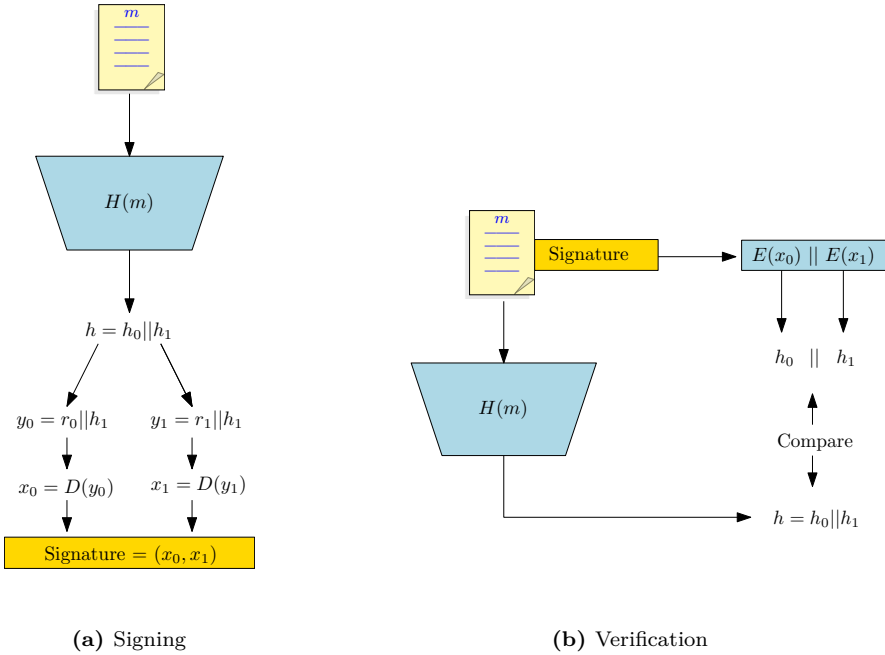 m
H(m)
h = h₀||h₁
y₀ = r₀||h₁ y₁ = r₁||h₁
x₀ = D(y₀) x₁ = D(y₁)
Signature = (x₀, x₁)
(a) Signing
m
Signature
E(x₀) || E(x₁)
h₀ || h₁
H(m)
Compare
h = h₀||h₁
(b) Verification